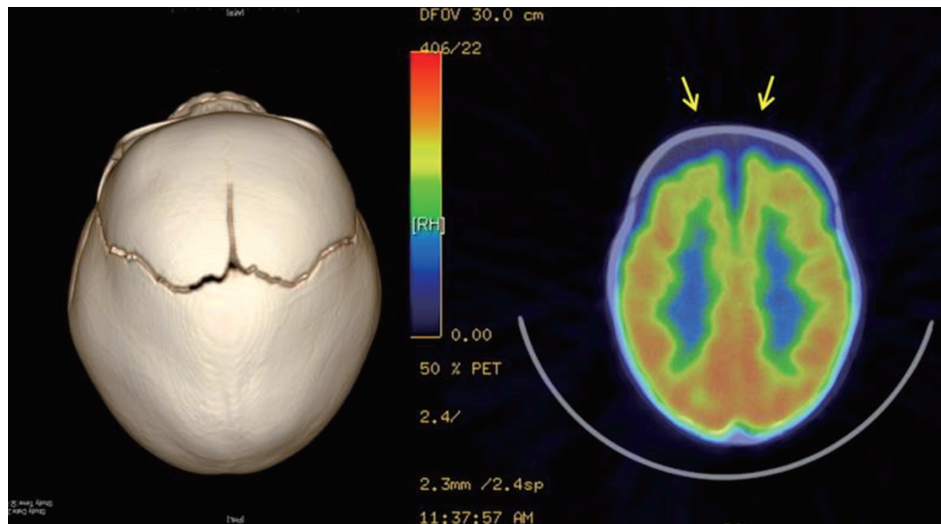 DFOV 30.0 cm
406/22
[RH]
0.00
50 % PET
2.4/
2.3mm /2.4sp
11:37:57 AM